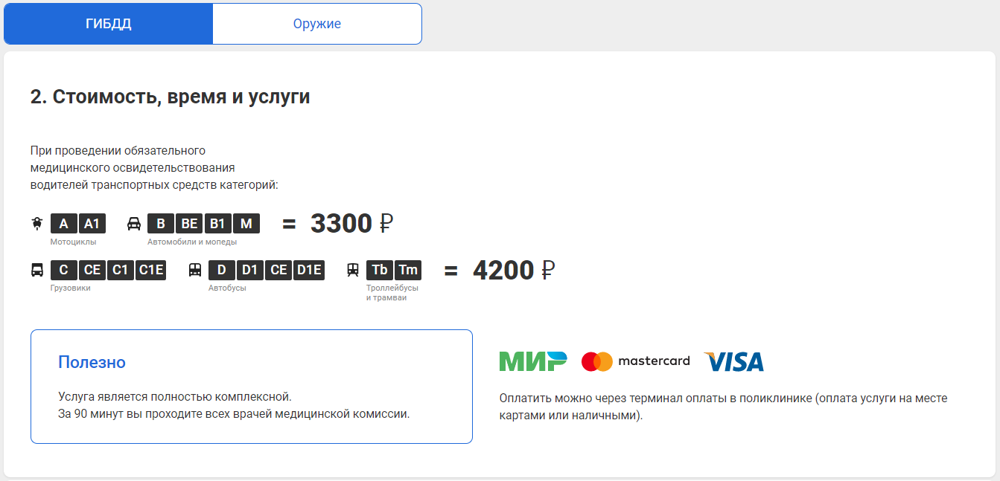 ГИБДД
Оружие
2. Стоимость, время и услуги
При проведении обязательного
медицинского освидетельствования
водителей транспортных средств категорий:
A A1 B BE B1 M = 3300 ₽
Мотоциклы Автомобили и мопеды
C CE C1 C1E D D1 CE D1E Tb Tm = 4200 ₽
Грузовики Автобусы Троллейбусы
и трамваи
Полезно
Услуга является полностью комплексной.
За 90 минут вы проходите всех врачей медицинской комиссии.
МИР mastercard VISA
Оплатить можно через терминал оплаты в поликлинике (оплата услуги на месте
картами или наличными).